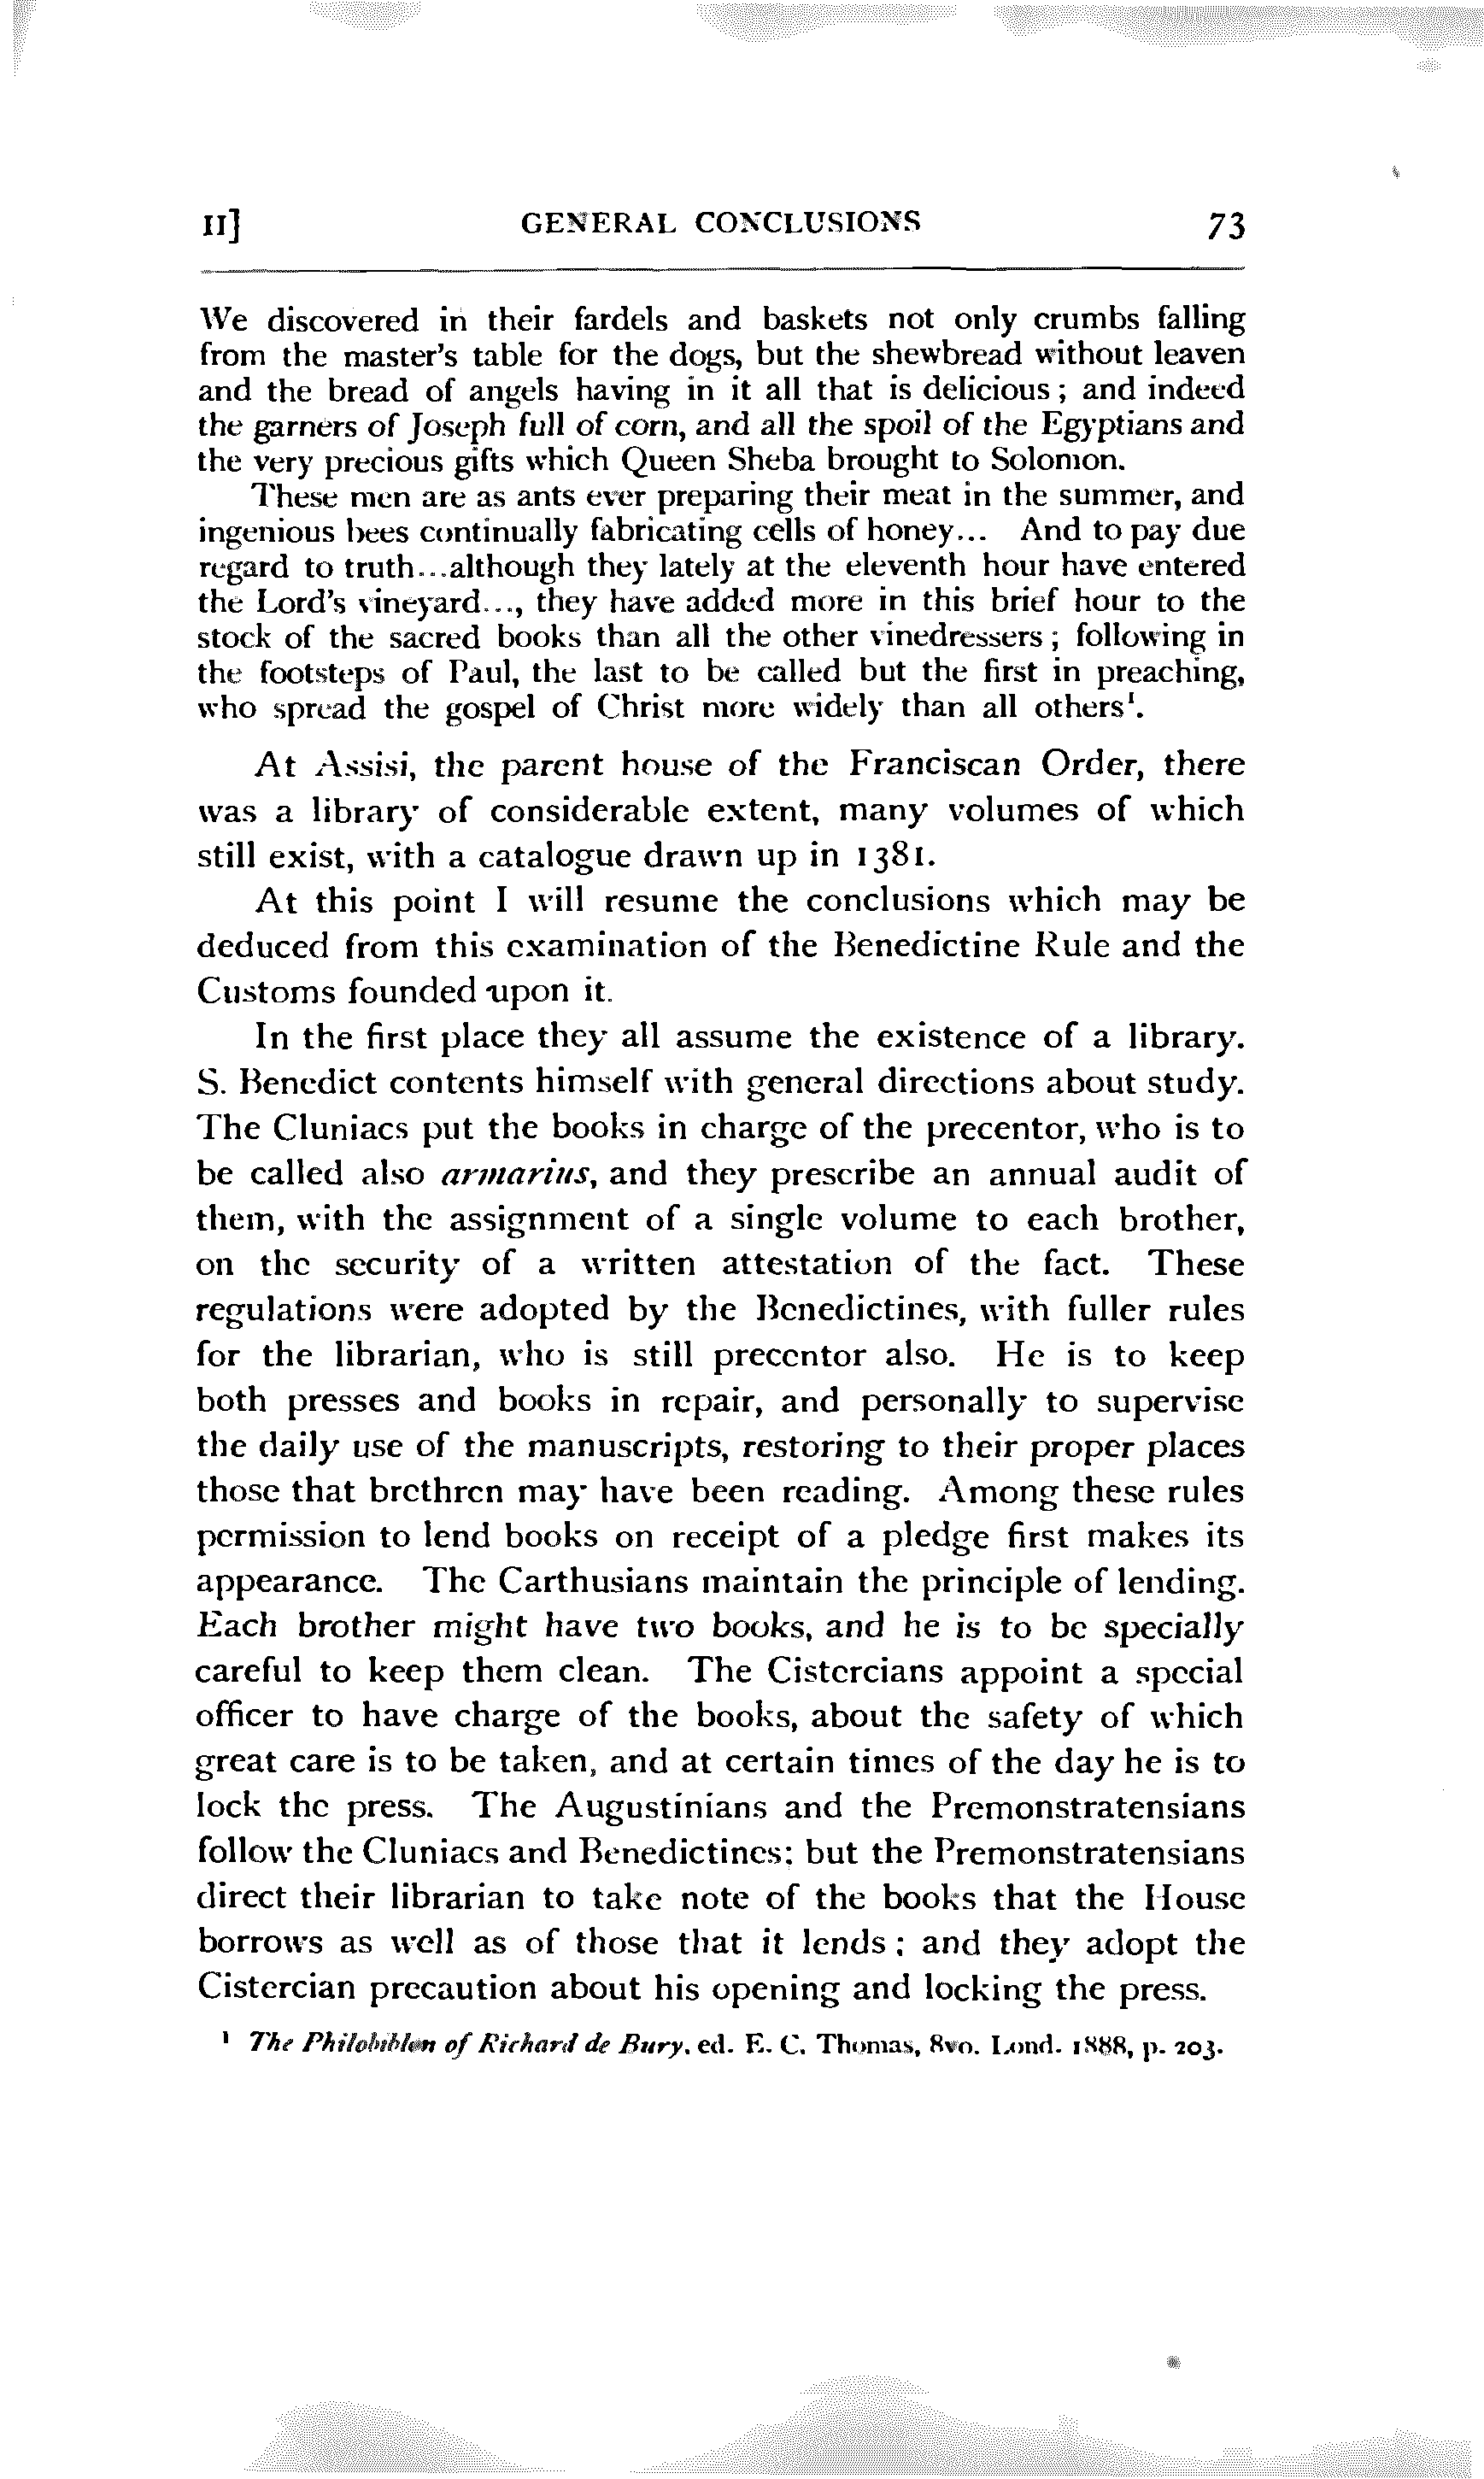 II] GENERAL CONCLUSIONS 73
We discovered in their fardels and baskets not only crumbs falling
from the master's table for the dogs, but the shewbread without leaven
and the bread of angels having in it all that is delicious; and indeed
the garners of Joseph full of corn, and all the spoil of the Egyptians and
the very precious gifts which Queen Sheba brought to Solomon.
These men are as ants ever preparing their meat in the summer, and
ingenious bees continually fabricating cells of honey... And to pay due
regard to truth...although they lately at the eleventh hour have entered
the Lord's vineyard..., they have added more in this brief hour to the
stock of the sacred books than all the other vinedressers; following in
the footsteps of Paul, the last to be called but the first in preaching,
who spread the gospel of Christ more widely than all others¹.
At Assisi, the parent house of the Franciscan Order, there
was a library of considerable extent, many volumes of which
still exist, with a catalogue drawn up in 1381.
At this point I will resume the conclusions which may be
deduced from this examination of the Benedictine Rule and the
Customs founded upon it.
In the first place they all assume the existence of a library.
S. Benedict contents himself with general directions about study.
The Cluniacs put the books in charge of the precentor, who is to
be called also armarius, and they prescribe an annual audit of
them, with the assignment of a single volume to each brother,
on the security of a written attestation of the fact. These
regulations were adopted by the Benedictines, with fuller rules
for the librarian, who is still precentor also. He is to keep
both presses and books in repair, and personally to supervise
the daily use of the manuscripts, restoring to their proper places
those that brethren may have been reading. Among these rules
permission to lend books on receipt of a pledge first makes its
appearance. The Carthusians maintain the principle of lending.
Each brother might have two books, and he is to be specially
careful to keep them clean. The Cistercians appoint a special
officer to have charge of the books, about the safety of which
great care is to be taken, and at certain times of the day he is to
lock the press. The Augustinians and the Premonstratensians
follow the Cluniacs and Benedictines; but the Premonstratensians
direct their librarian to take note of the books that the House
borrows as well as of those that it lends; and they adopt the
Cistercian precaution about his opening and locking the press.
¹ The Philobiblon of Richard de Bury, ed. E. C. Thomas, 8vo. Lond. 1888, p. 203.